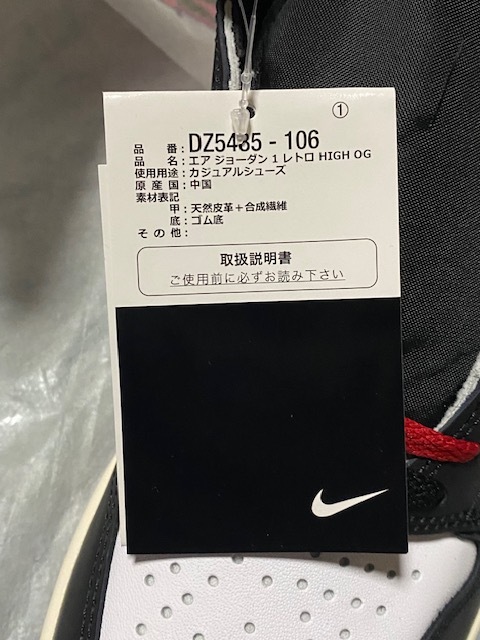 ①
品 番：DZ5485 - 106
品 名：エア ジョーダン 1 レトロ HIGH OG
使用用途：カジュアルシューズ
原 産 国：中国
素材表記
甲：天然皮革＋合成繊維
底：ゴム底
そ の 他：
取扱説明書
ご使用前に必ずお読み下さい